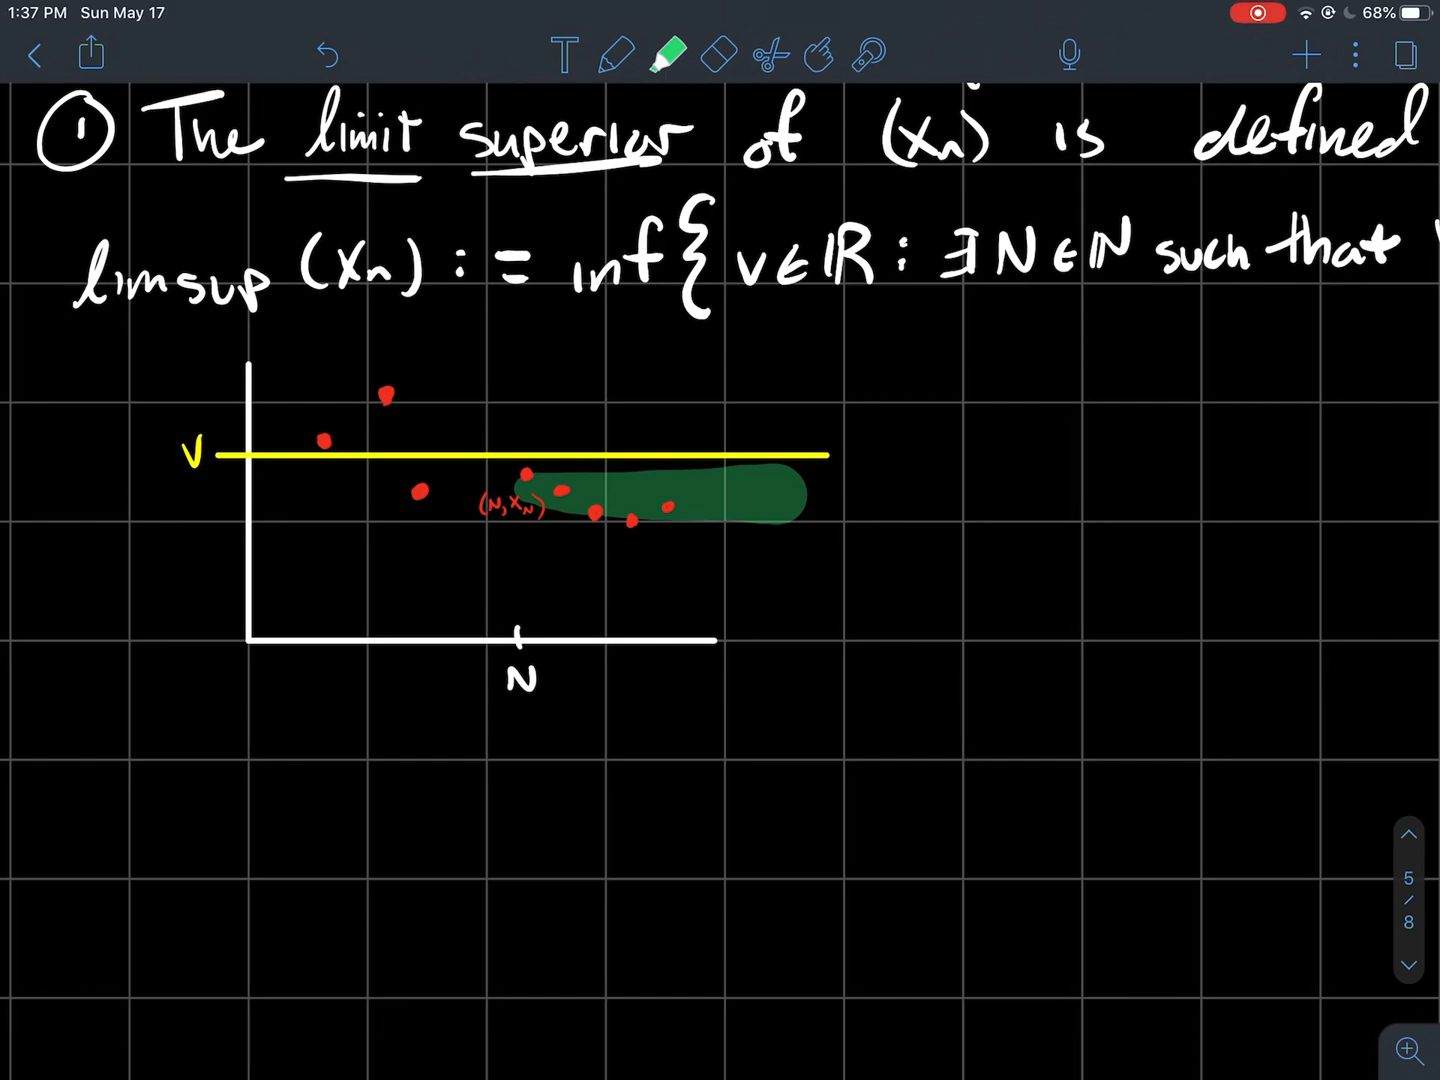 1:37 PM Sun May 17 68%
① The limit superior of (xn) is defined
limsup (xn) := inf{ v∈ℝ : ∃N∈ℕ such that
V
(N, xN)
N
5
/
8